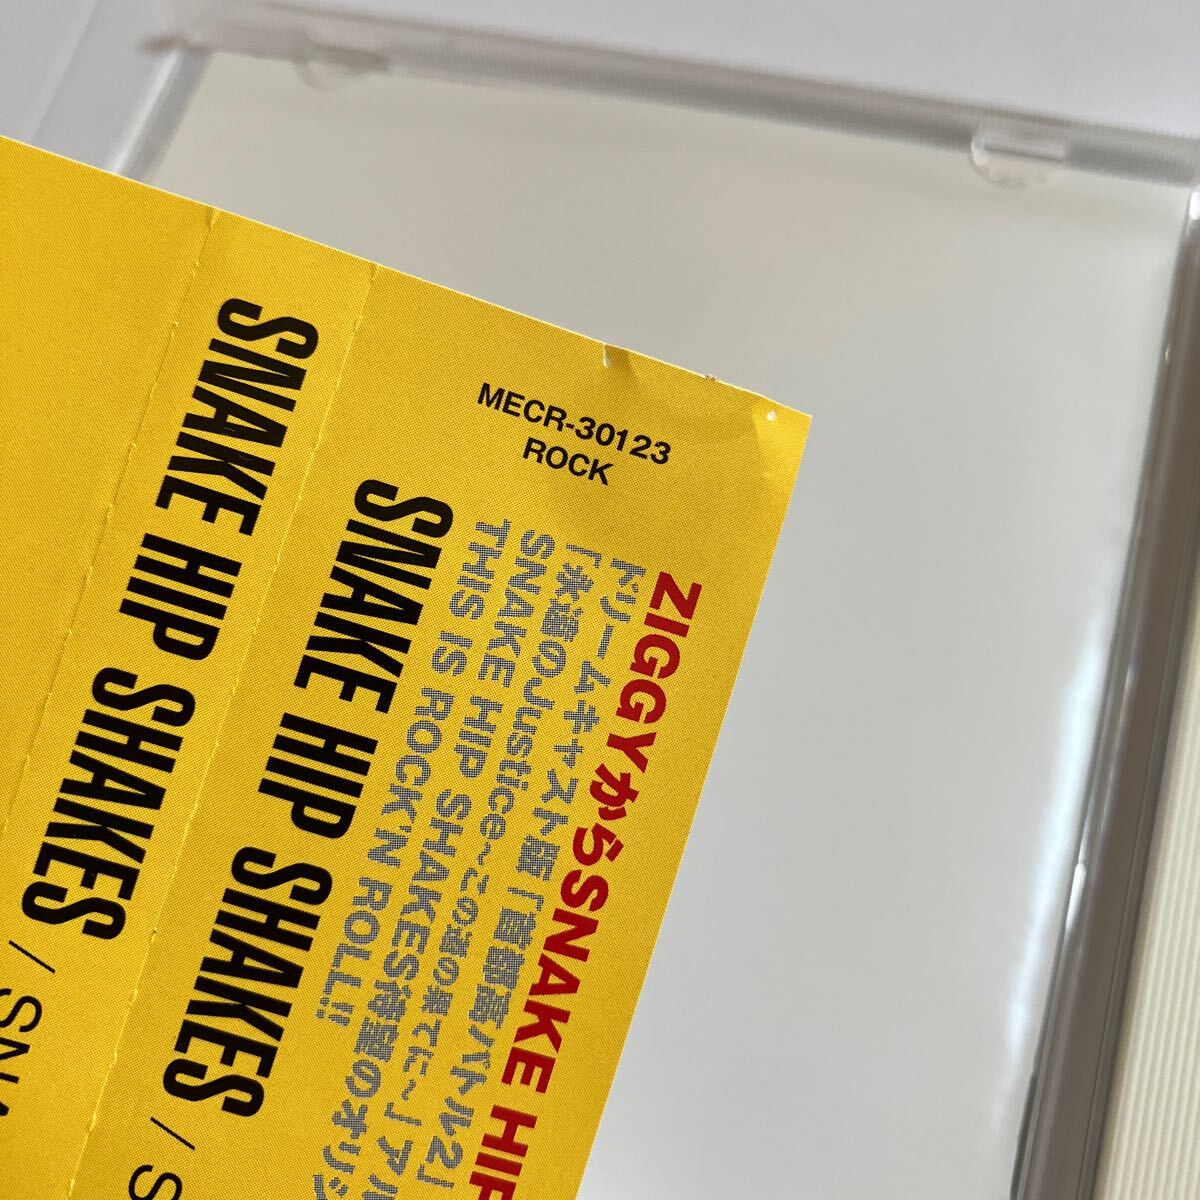 MECR-30123
ROCK
ZIGGYからSNAKE HIP
ドリームキャスト版「首都高バトル2」
「永遠のJustice~この道の果てに~」アル
SNAKE HIP SHAKES待望のオリジ
THIS IS ROCK'N ROLL!!
SNAKE HIP SHAKES / S
SNAKE HIP SHAKES / SNA